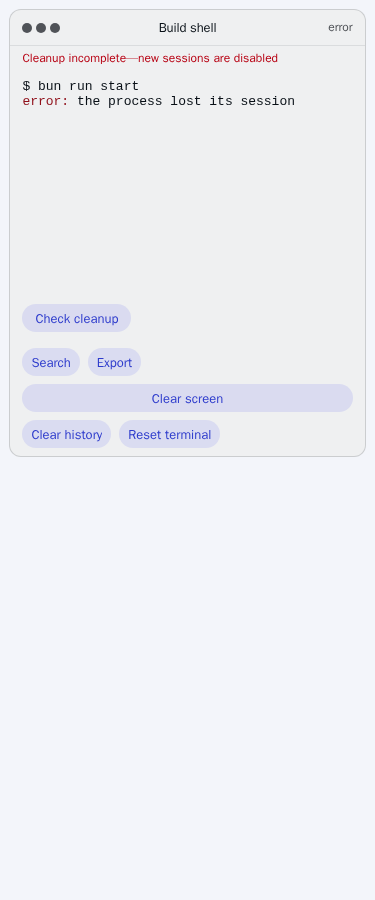 Build shell
error
Cleanup incomplete—new sessions are disabled
$ bun run start
error: the process lost its session
Check cleanup
Search
Export
Clear screen
Clear history
Reset terminal